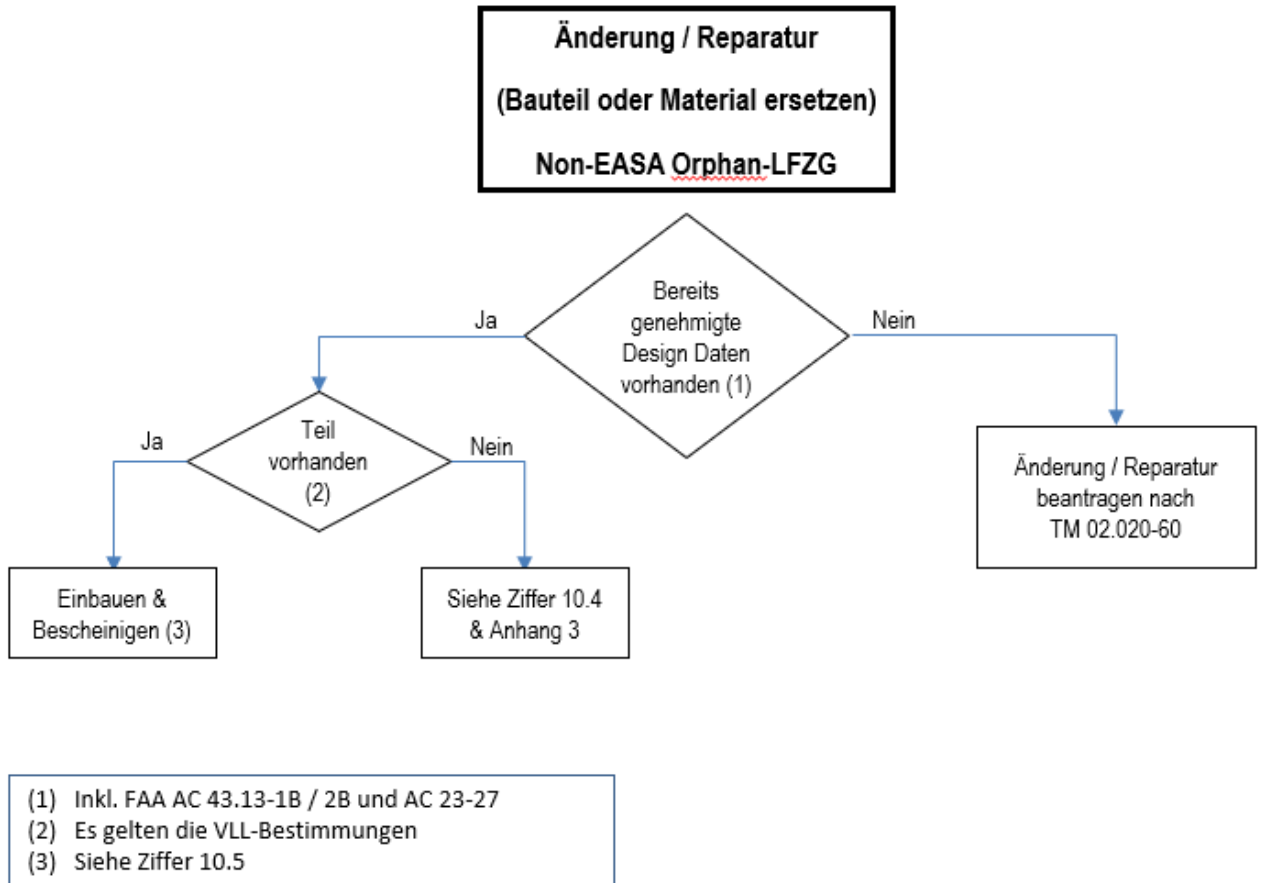 Änderung / Reparatur
(Bauteil oder Material ersetzen)
Non-EASA Orphan-LFZG
Bereits
genehmigte
Design Daten
vorhanden (1)
Ja
Nein
Teil
vorhanden
(2)
Ja
Nein
Änderung / Reparatur
beantragen nach
TM 02.020-60
Einbauen &
Bescheinigen (3)
Siehe Ziffer 10.4
& Anhang 3
(1) Inkl. FAA AC 43.13-1B / 2B und AC 23-27
(2) Es gelten die VLL-Bestimmungen
(3) Siehe Ziffer 10.5